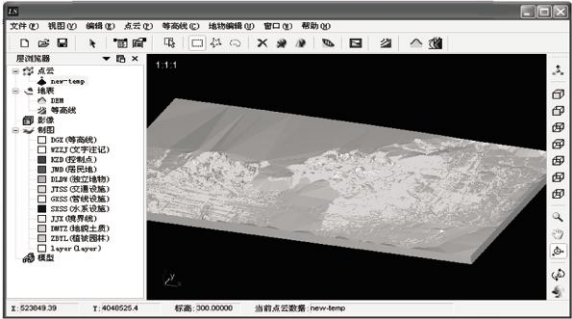 LN
文件(F) 视图(V) 编辑(E) 点云(P) 等高线(C) 地物编辑(U) 窗口(W) 帮助(H)
层浏览器
1:1:1
点云
new-temp
地表
DEM
等高线
影像
制图
DGX(等高线)
WZZJ(文字注记)
KZD(控制点)
JMD(居民地)
DLDW(独立地物)
JTSS(交通设施)
GXSS(管线设施)
SXSS(水系设施)
JJX(境界线)
DMTZ(地貌土质)
ZBYL(植被园林)
layer(layer)
模型
Y
X: 523849.39 Y: 4048525.4 标高: 300.00000 当前点云数据: new-temp